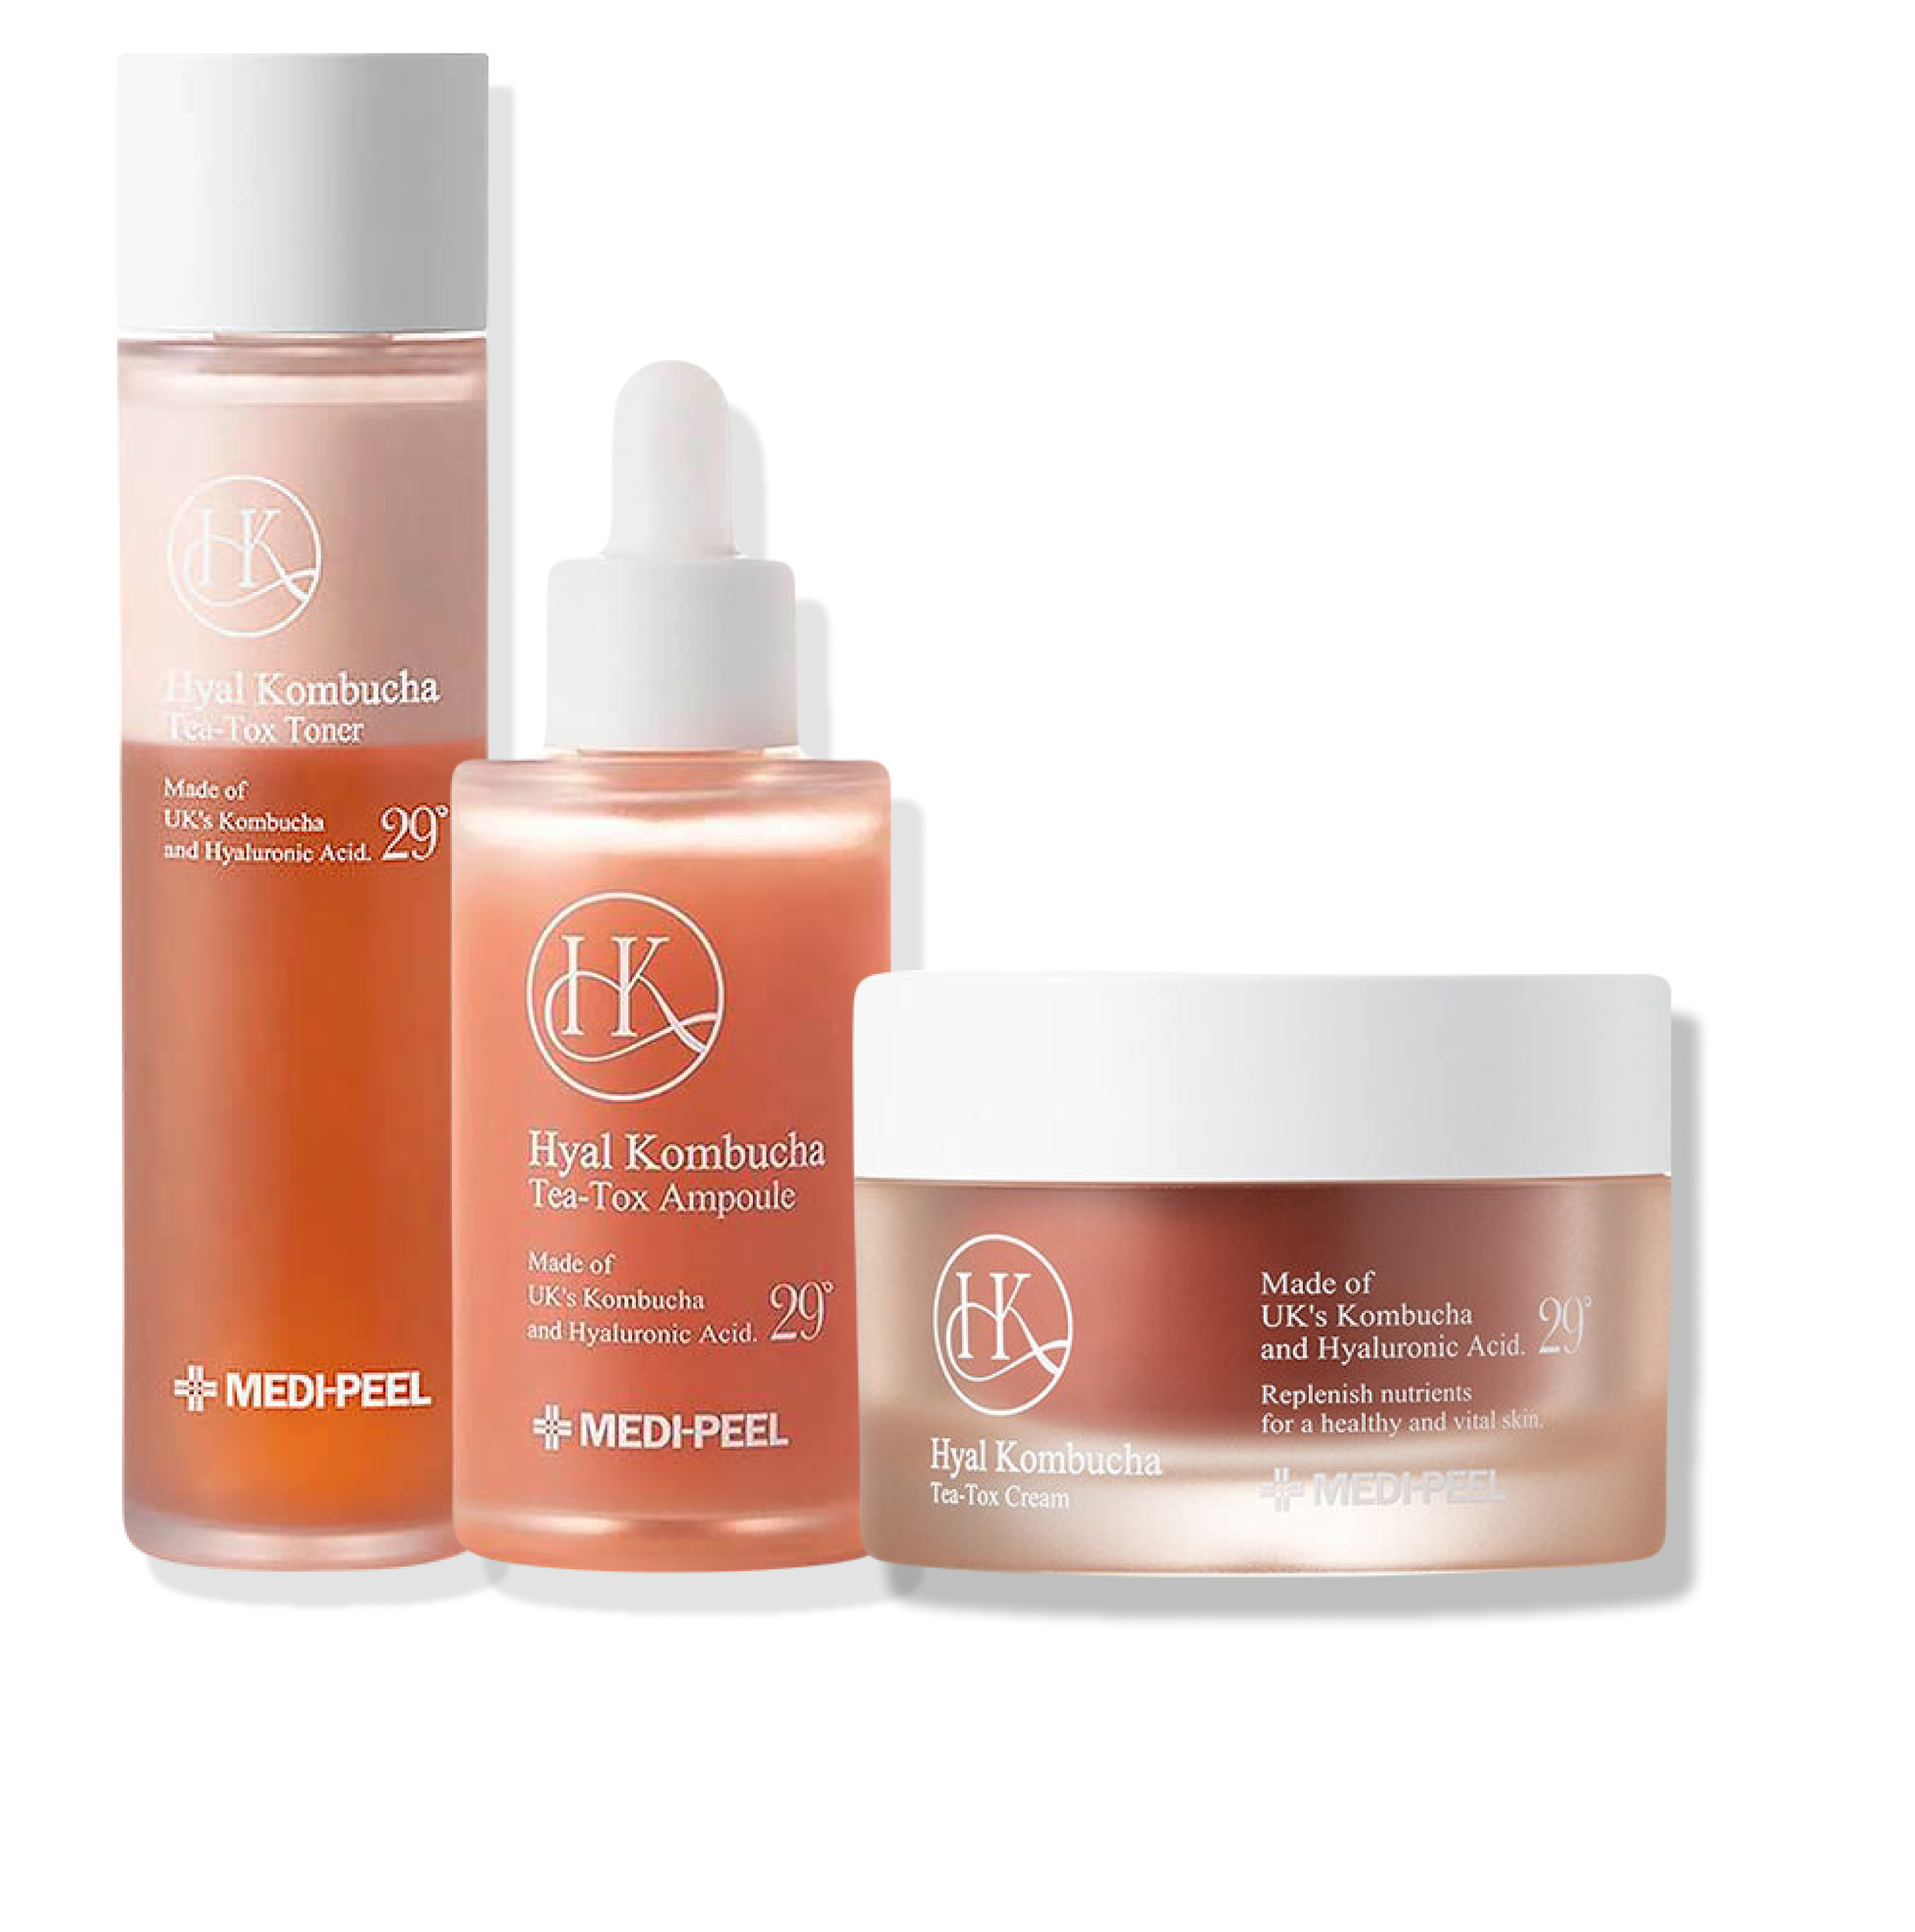 HK
Hyal Kombucha
Tea-Tox Toner
Made of
UK's Kombucha
and Hyaluronic Acid. 29°
MEDI-PEEL
HK
Hyal Kombucha
Tea-Tox Ampoule
Made of
UK's Kombucha
and Hyaluronic Acid. 29°
MEDI-PEEL
HK
Hyal Kombucha
Tea-Tox Cream
Made of
UK's Kombucha
and Hyaluronic Acid. 29°
Replenish nutrients
for a healthy and vital skin.
MEDI-PEEL